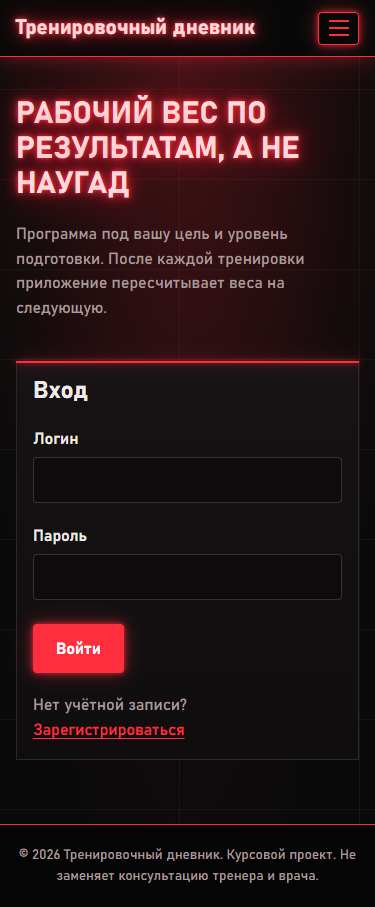 Тренировочный дневник
РАБОЧИЙ ВЕС ПО
РЕЗУЛЬТАТАМ, А НЕ
НАУГАД
Программа под вашу цель и уровень
подготовки. После каждой тренировки
приложение пересчитывает веса на
следующую.
Вход
Логин
Пароль
Войти
Нет учётной записи?
Зарегистрироваться
© 2026 Тренировочный дневник. Курсовой проект. Не
заменяет консультацию тренера и врача.